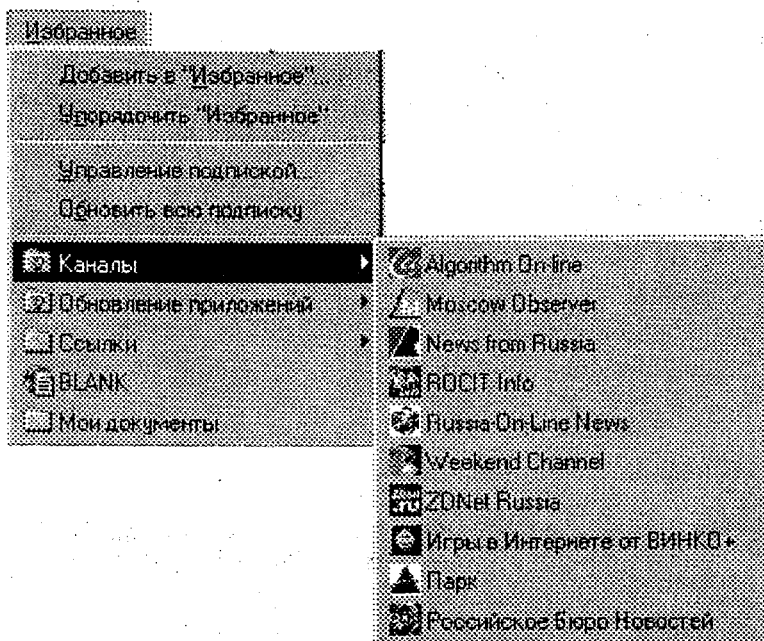 Избранное
Добавить в "Избранное"...
Упорядочить "Избранное"
Управление подпиской...
Обновить всю подписку
Каналы
Обновление приложений
Ссылки
BLANK
Мои документы
Algorithm On-line
Moscow Observer
News from Russia
ROCIT Info
Russia-On-Line News
Weekend Channel
ZDNet Russia
Игры в Интернете от ВИНКО+
Парк
Российское Бюро Новостей